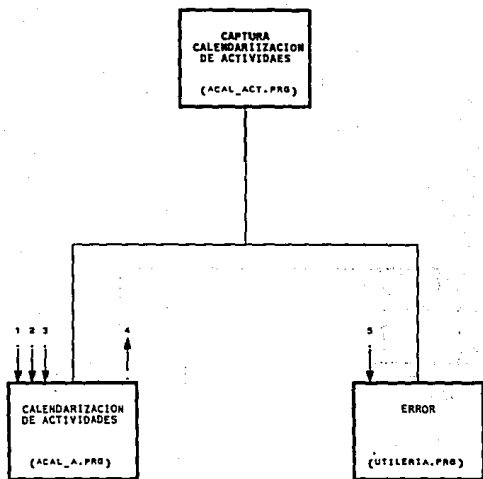 CAPTURA
CALENDARIIZACION
DE ACTIVIDAES
(ACAL_ACT.PRG)
1 2 3 4 5
CALENDARIZACION
DE ACTIVIDADES
(ACAL_A.PRG)
ERROR
(UTILERIA.PRG)